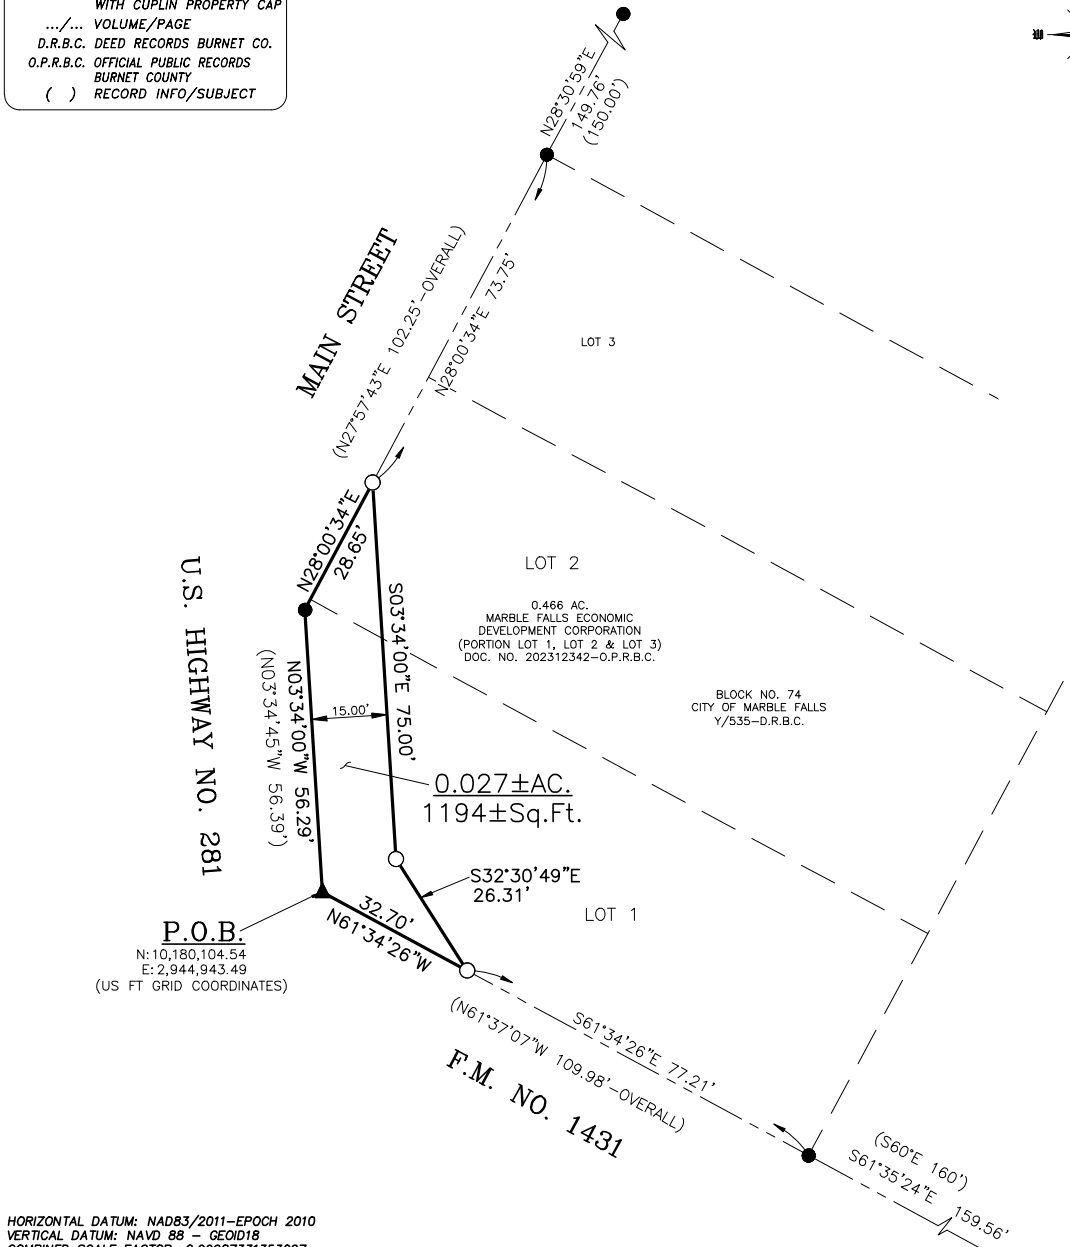 WITH CUPLIN PROPERTY CAP
.../... VOLUME/PAGE
D.R.B.C. DEED RECORDS BURNET CO.
O.P.R.B.C. OFFICIAL PUBLIC RECORDS
BURNET COUNTY
( ) RECORD INFO/SUBJECT
N28°30'59"E
149.76'
(150.00')
MAIN STREET
(N27°57'43"E 102.25'-OVERALL)
N28°00'34"E 73.75'
LOT 3
N28°00'34"E
28.65'
LOT 2
0.466 AC.
MARBLE FALLS ECONOMIC
DEVELOPMENT CORPORATION
(PORTION LOT 1, LOT 2 & LOT 3)
DOC. NO. 202312342-O.P.R.B.C.
BLOCK NO. 74
CITY OF MARBLE FALLS
Y/535-D.R.B.C.
U.S. HIGHWAY NO. 281
(N03°34'45"W 56.39')
N03°34'00"W 56.29'
15.00'
S03°34'00"E 75.00'
0.027±AC.
1194±Sq.Ft.
S32°30'49"E
26.31'
LOT 1
32.70'
N61°34'26"W
P.O.B.
N: 10,180,104.54
E: 2,944,943.49
(US FT GRID COORDINATES)
S61°34'26"E 77.21'
(N61°37'07"W 109.98'-OVERALL)
F.M. NO. 1431
(S60°E 160')
S61°35'24"E 159.56'
HORIZONTAL DATUM: NAD83/2011-EPOCH 2010
VERTICAL DATUM: NAVD 88 - GEOID18